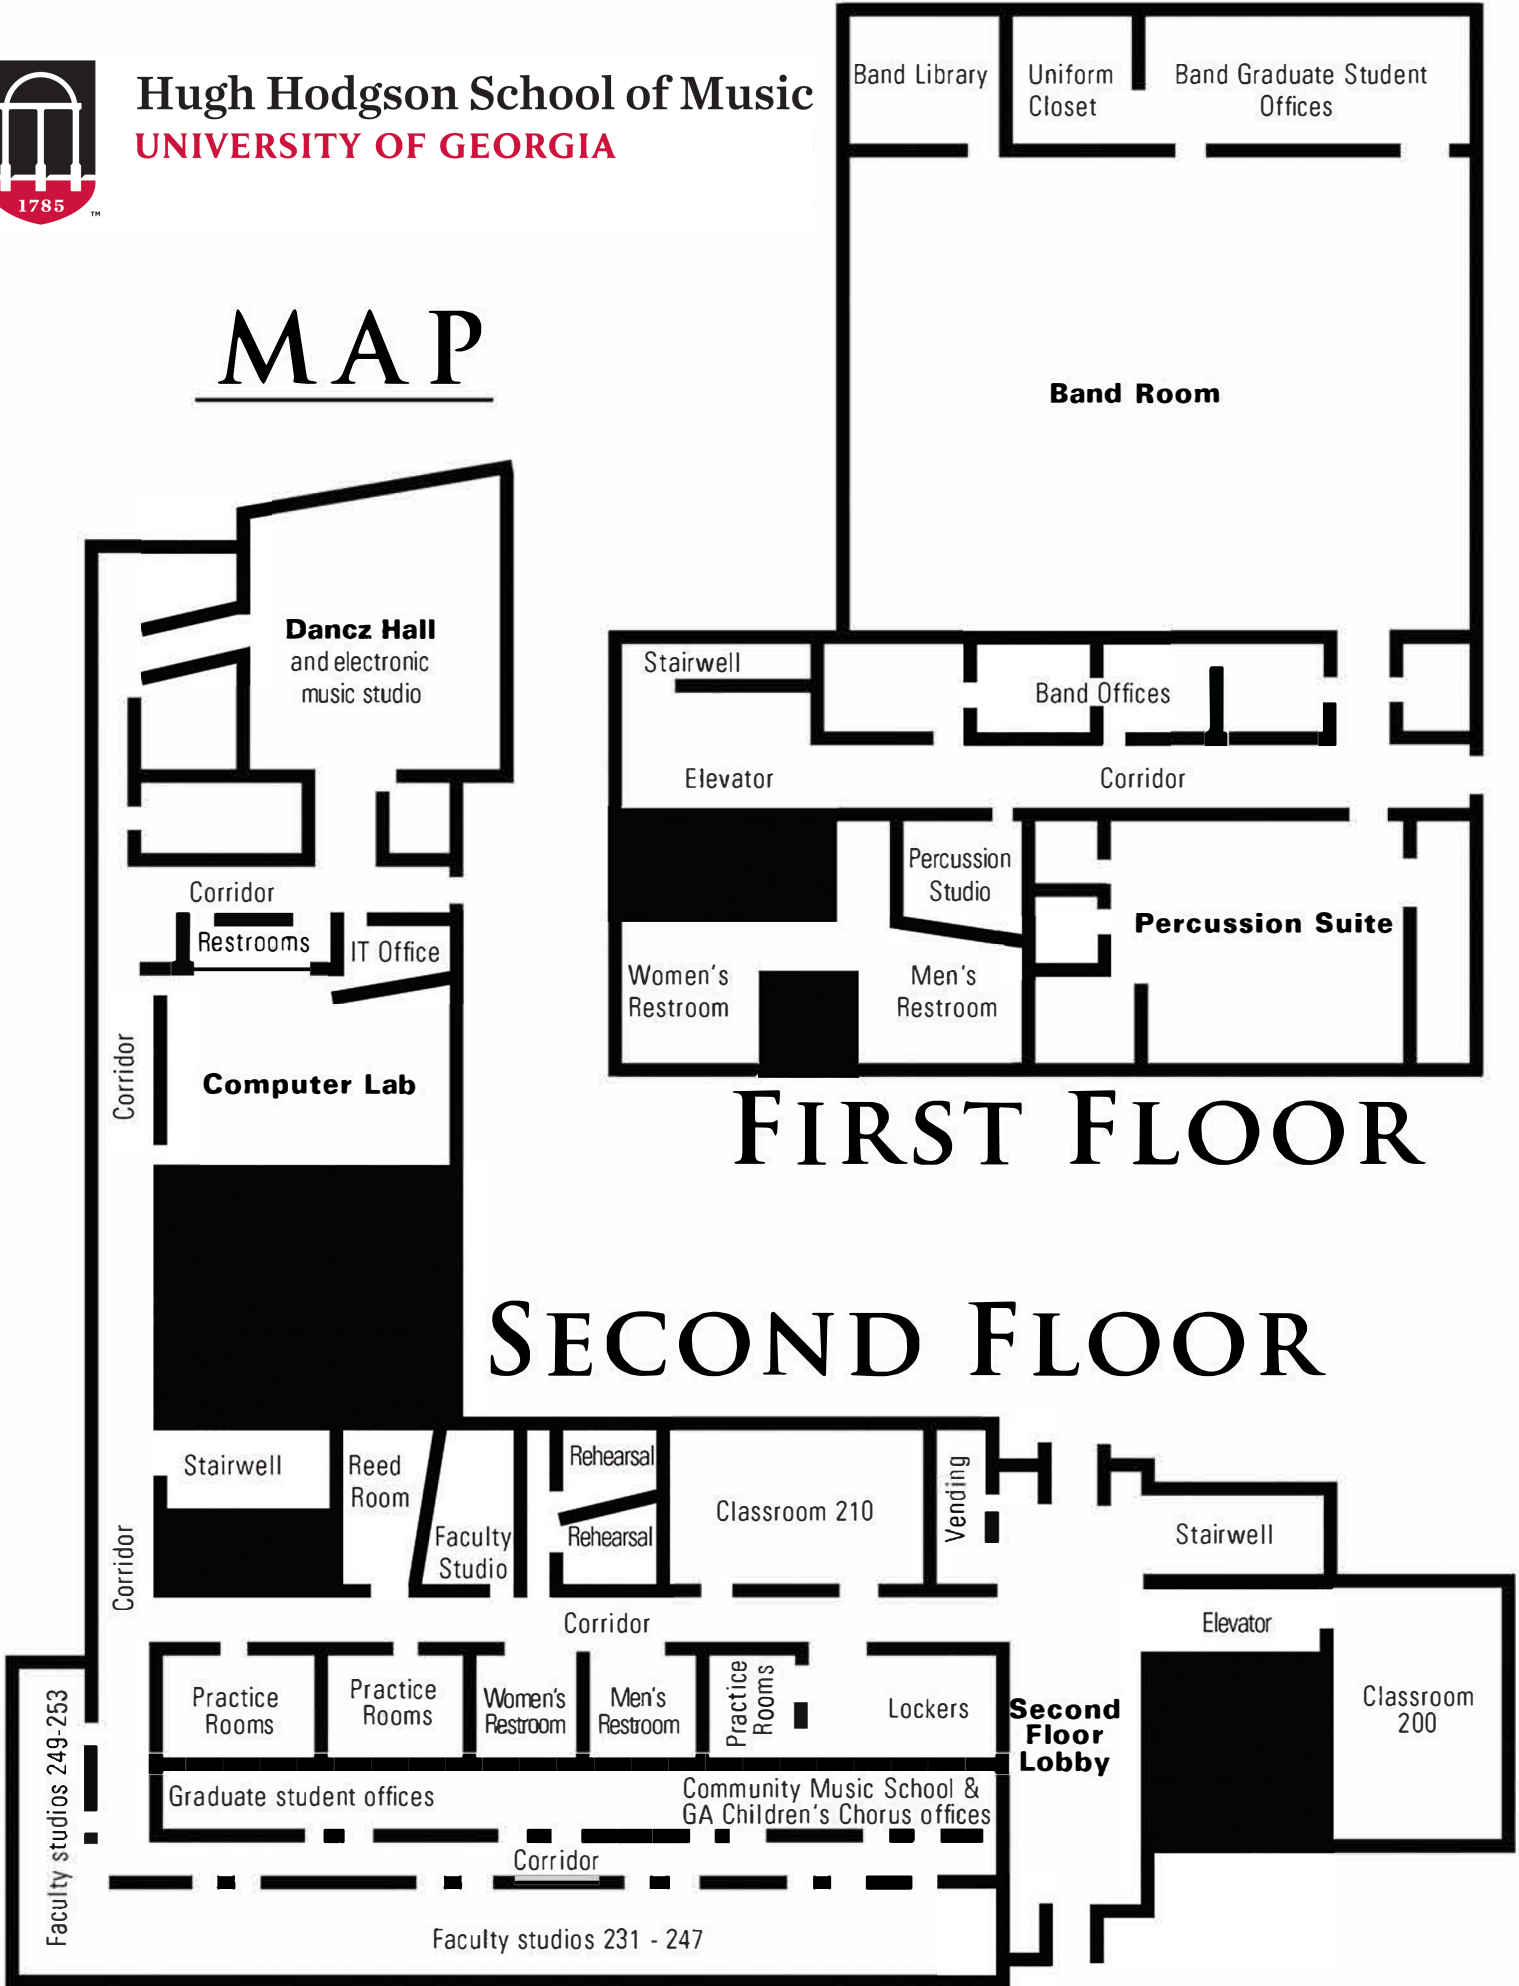 Hugh Hodgson School of Music
UNIVERSITY OF GEORGIA
1785
™
MAP
Band Library
Uniform
Closet
Band Graduate Student
Offices
Band Room
Stairwell
Band Offices
Elevator
Corridor
Percussion
Studio
Percussion Suite
Women's
Restroom
Men's
Restroom
FIRST FLOOR
Dancz Hall
and electronic
music studio
Corridor
Restrooms
IT Office
Corridor
Computer Lab
SECOND FLOOR
Stairwell
Reed
Room
Faculty
Studio
Rehearsal
Rehearsal
Classroom 210
Vending
Stairwell
Corridor
Corridor
Elevator
Practice
Rooms
Practice
Rooms
Women's
Restroom
Men's
Restroom
Practice
Rooms
Lockers
Second
Floor
Lobby
Classroom
200
Faculty studios 249-253
Graduate student offices
Community Music School &
GA Children's Chorus offices
Corridor
Faculty studios 231 - 247